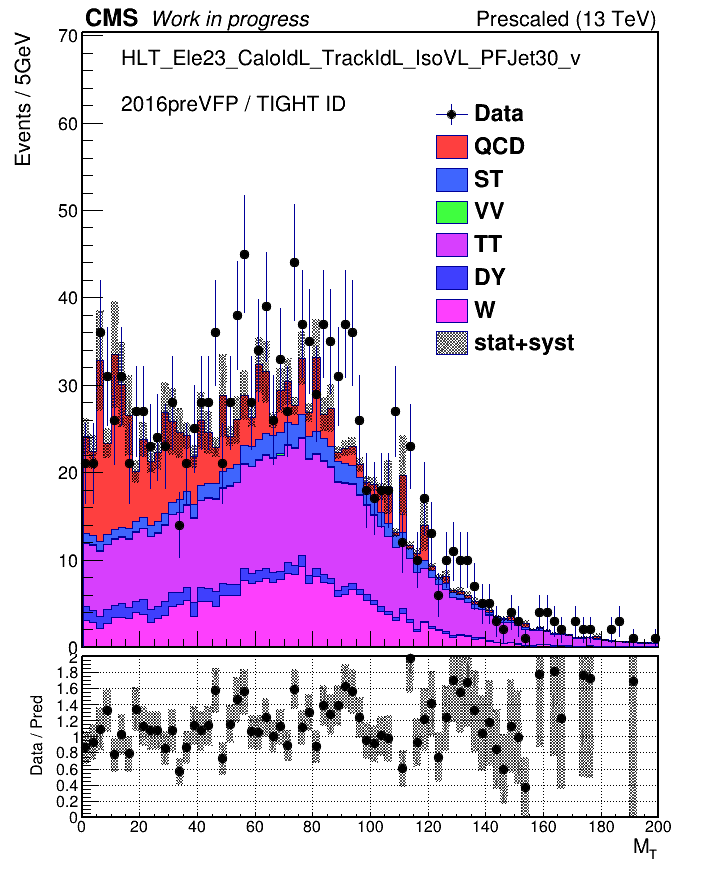 CMS Work in progress Prescaled (13 TeV)
Events / 5GeV
70
60
50
40
30
20
10
0
HLT_Ele23_CaloIdL_TrackIdL_IsoVL_PFJet30_v
2016preVFP / TIGHT ID
Data
QCD
ST
VV
TT
DY
W
stat+syst
Data / Pred
2
1.8
1.6
1.4
1.2
1
0.8
0.6
0.4
0.2
0
0 20 40 60 80 100 120 140 160 180 200
M_T